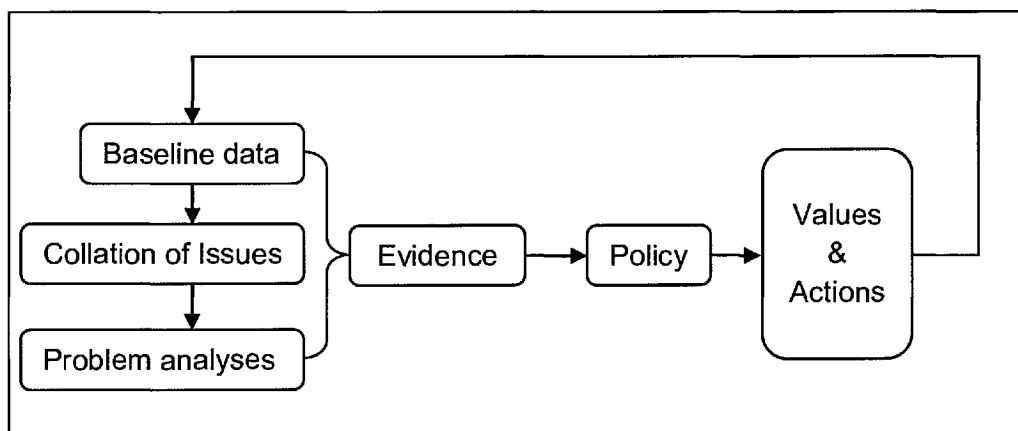 Baseline data
Collation of Issues
Problem analyses
Evidence
Policy
Values
&
Actions